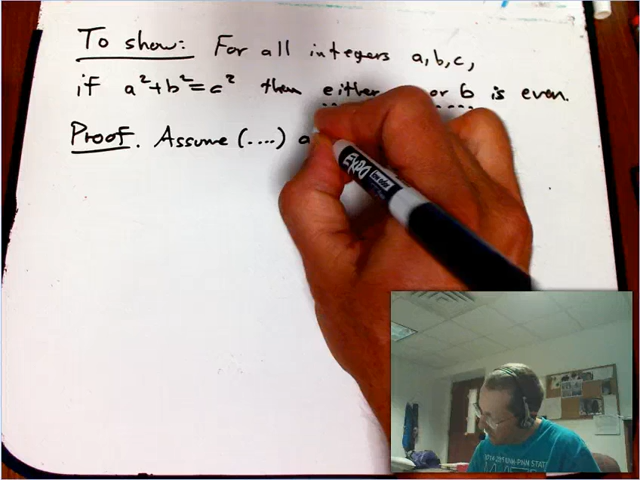 To show: For all integers a, b, c,
if a² + b² = c² then either or b is even.
Proof. Assume (....) a
EXPO